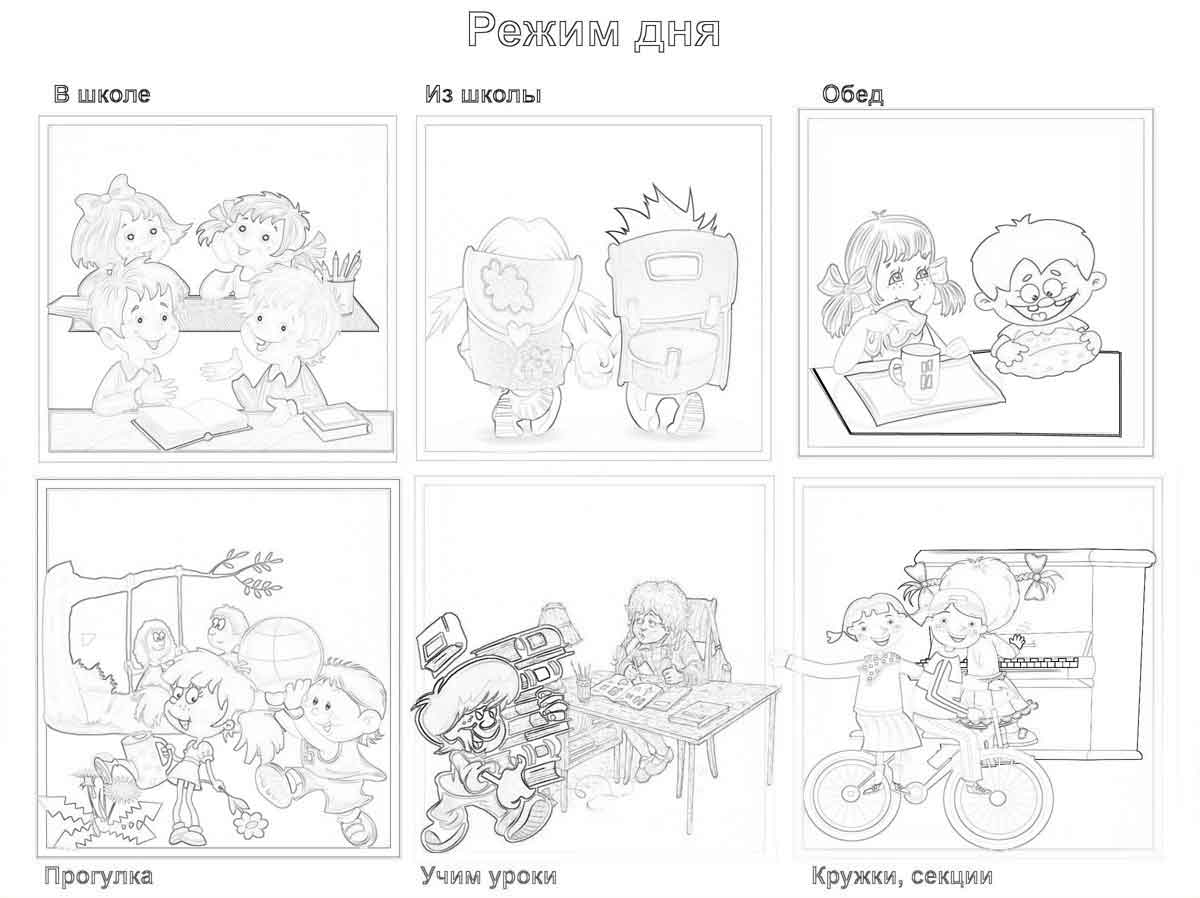 Режим дня
В школе
Из школы
Обед
Прогулка
Учим уроки
Кружки, секции